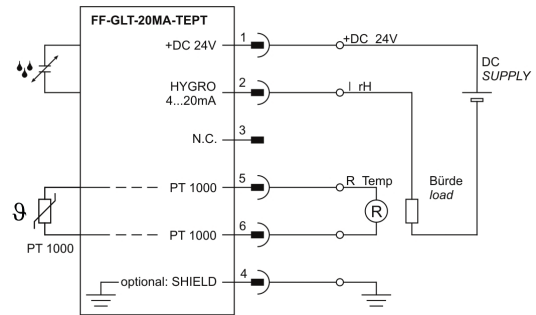 FF-GLT-20MA-TEPT
+DC 24V
1
+DC 24V
DC
SUPPLY
HYGRO
4...20mA
2
I rH
N.C.
3
PT 1000
5
R Temp
Bürde
load
ϑ
R
PT 1000
6
PT 1000
optional: SHIELD
4